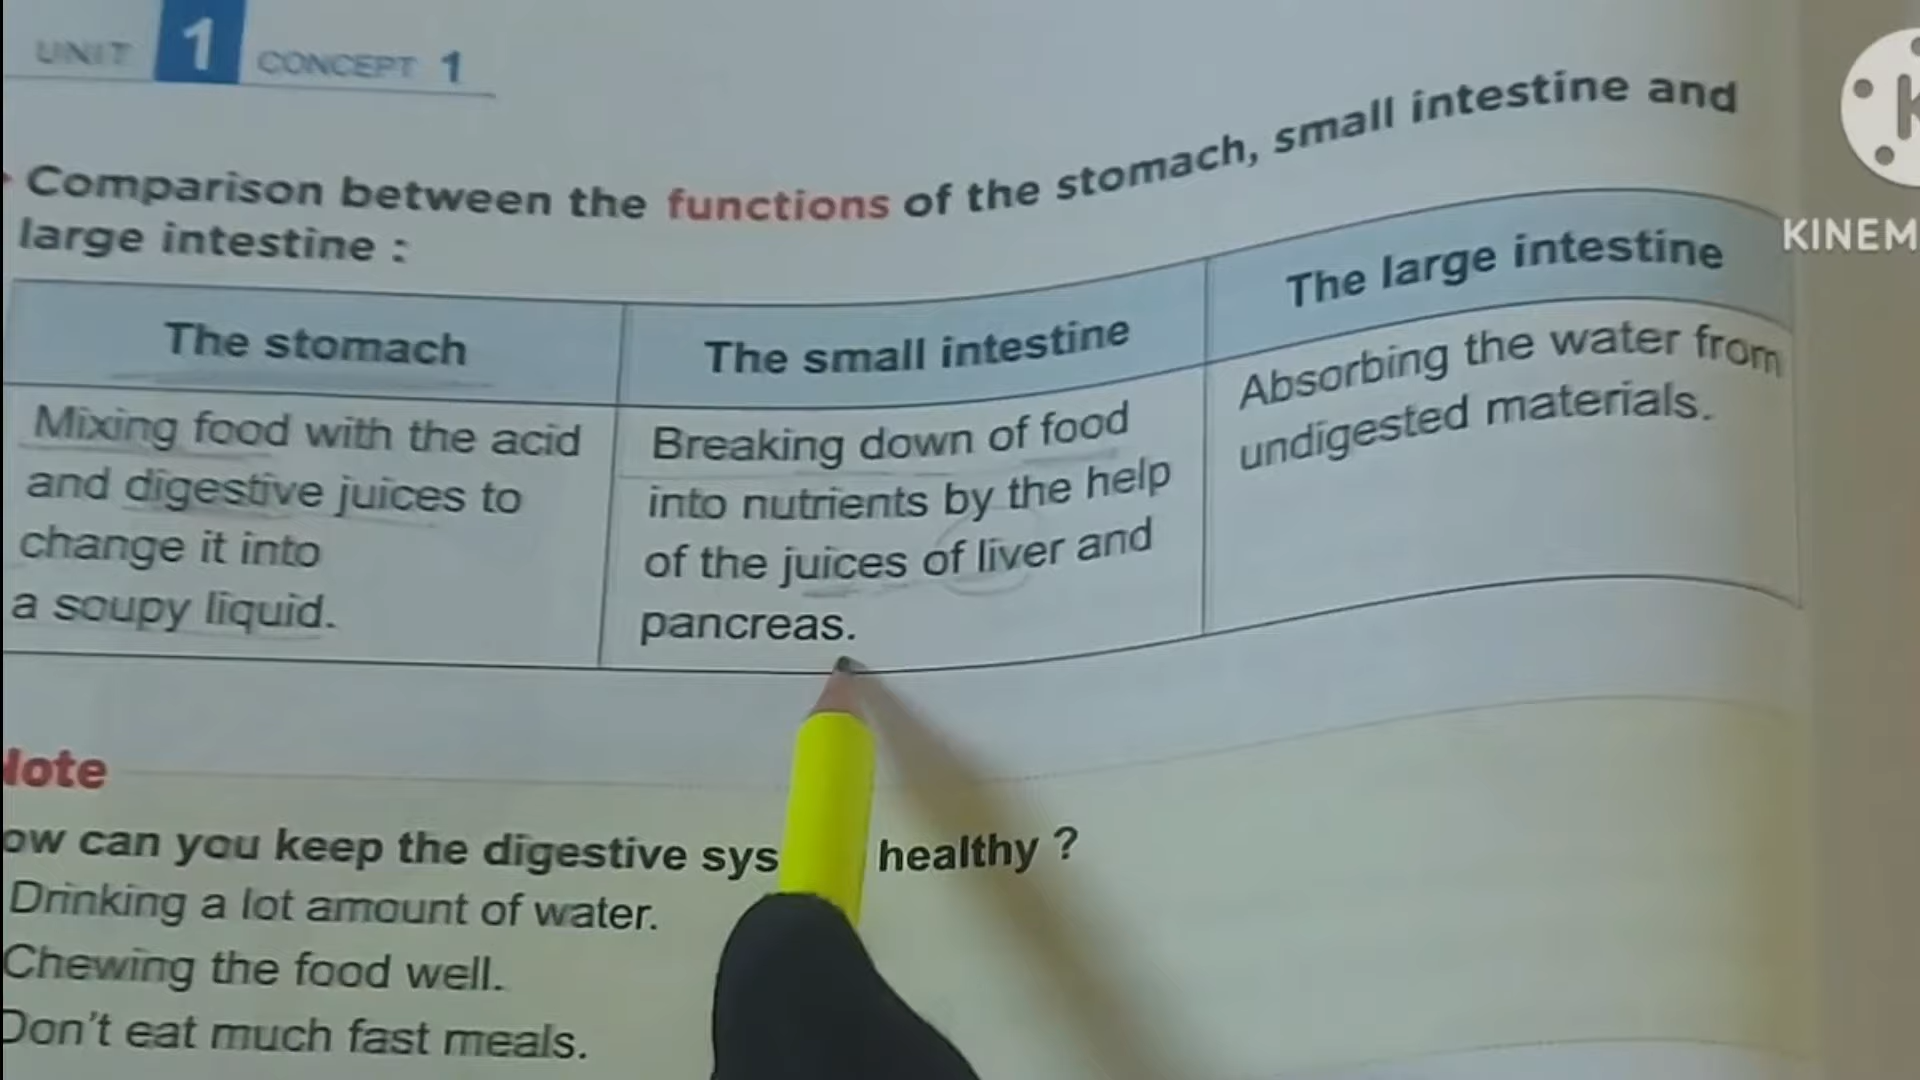 UNIT 1 CONCEPT 1
Comparison between the functions of the stomach, small intestine and
large intestine :
The stomach
Mixing food with the acid
and digestive juices to
change it into
a soupy liquid.
The small intestine
Breaking down of food
into nutrients by the help
of the juices of liver and
pancreas.
The large intestine
Absorbing the water from
undigested materials.
can you keep the digestive healthy ?
Drinking a lot amount of water.
Chewing the food well.
Don't eat much fast meals.
KINEM